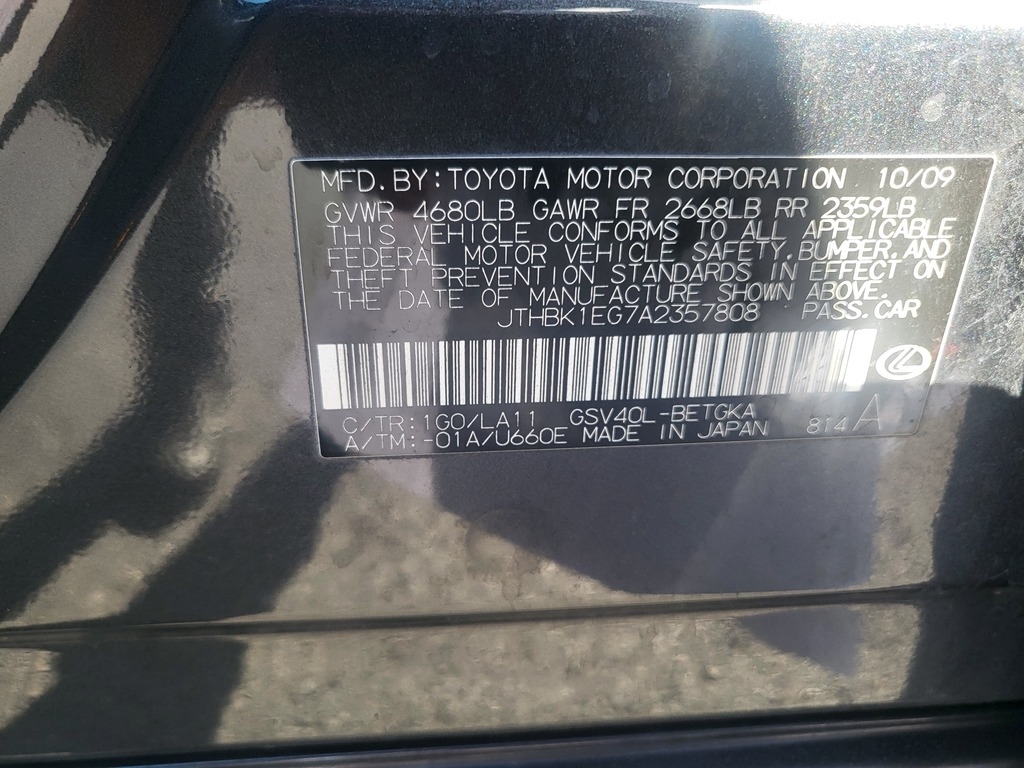 MFD.BY:TOYOTA MOTOR CORPORATION 10/09
GVWR 4680LB GAWR FR 2668LB RR 2359LB
THIS VEHICLE CONFORMS TO ALL APPLICABLE
FEDERAL MOTOR VEHICLE SAFETY,BUMPER,AND
THEFT PREVENTION STANDARDS IN EFFECT ON
THE DATE OF MANUFACTURE SHOWN ABOVE.
JTHBK1EG7A2357808 PASS.CAR
C/TR:1G0/LA11 GSV40L-BETGKA
A/TM:-01A/U660E MADE IN JAPAN 814 A